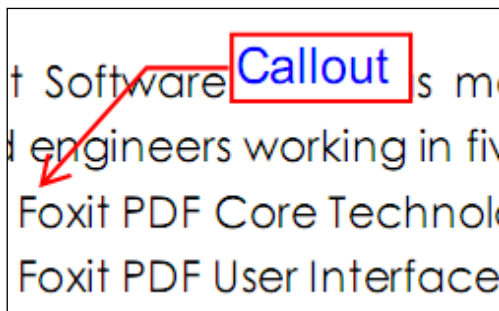 t Software Callout s m
engineers working in fiv
Foxit PDF Core Technol
Foxit PDF User Interface